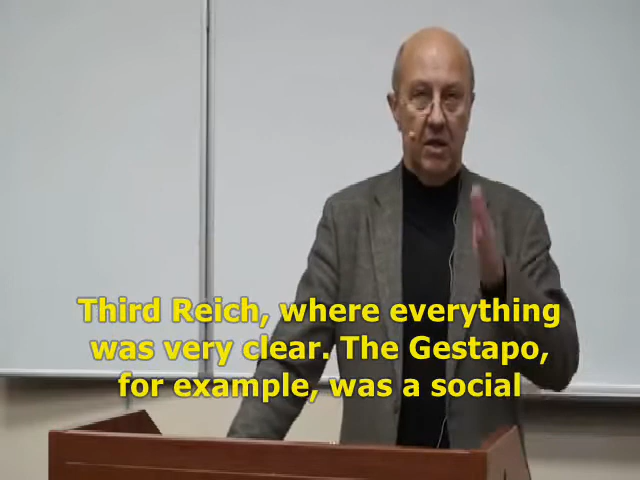 Third Reich, where everything
was very clear. The Gestapo,
for example, was a social